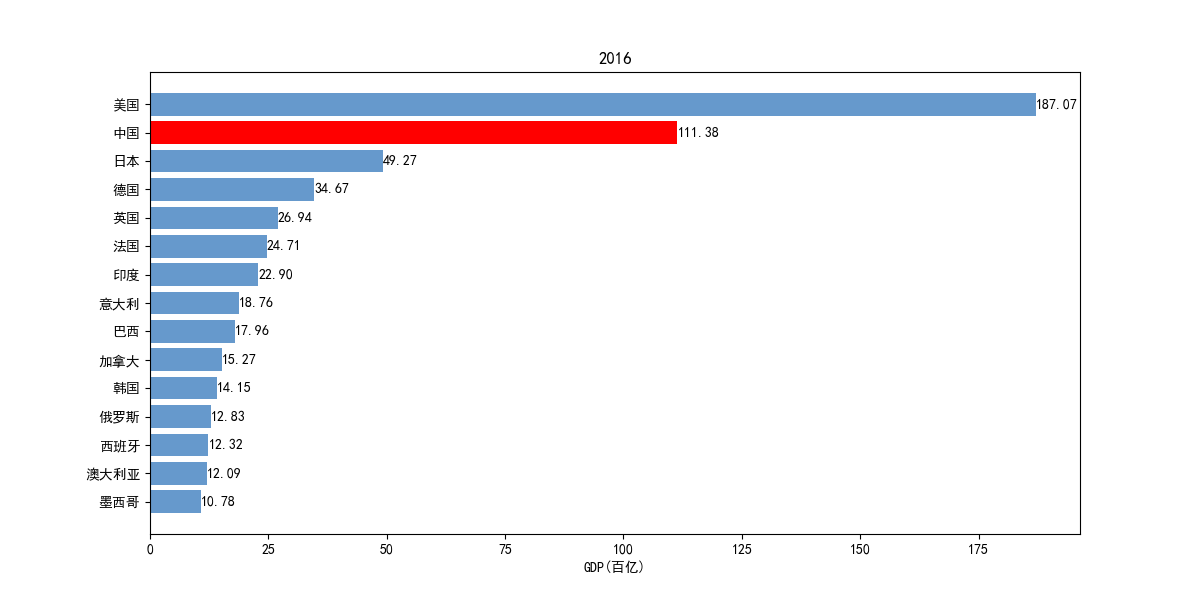 2016
美国 187.07
中国 111.38
日本 49.27
德国 34.67
英国 26.94
法国 24.71
印度 22.90
意大利 18.76
巴西 17.96
加拿大 15.27
韩国 14.15
俄罗斯 12.83
西班牙 12.32
澳大利亚 12.09
墨西哥 10.78
0 25 50 75 100 125 150 175
GDP(百亿)